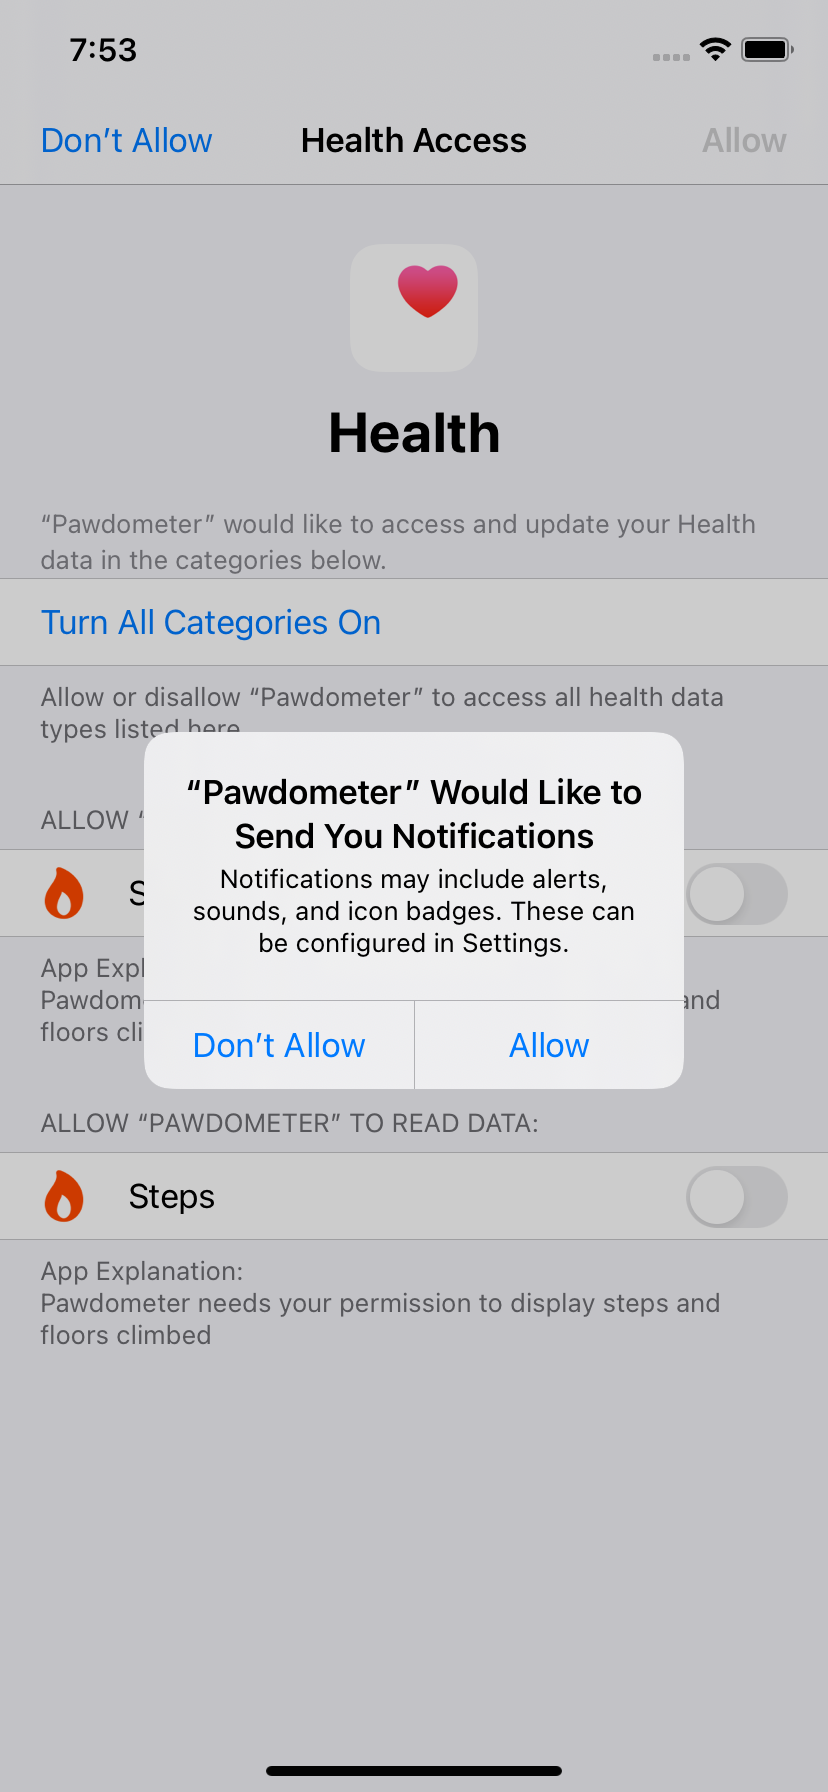 7:53
Don’t Allow
Health Access
Allow
Health
“Pawdometer” would like to access and update your Health
data in the categories below.
Turn All Categories On
Allow or disallow “Pawdometer” to access all health data
types listed here
ALLOW “
“Pawdometer” Would Like to
Send You Notifications
Notifications may include alerts,
sounds, and icon badges. These can
be configured in Settings.
Don’t Allow
Allow
App
and
floors
ALLOW “PAWDOMETER” TO READ DATA:
Steps
App Explanation:
Pawdometer needs your permission to display steps and
floors climbed